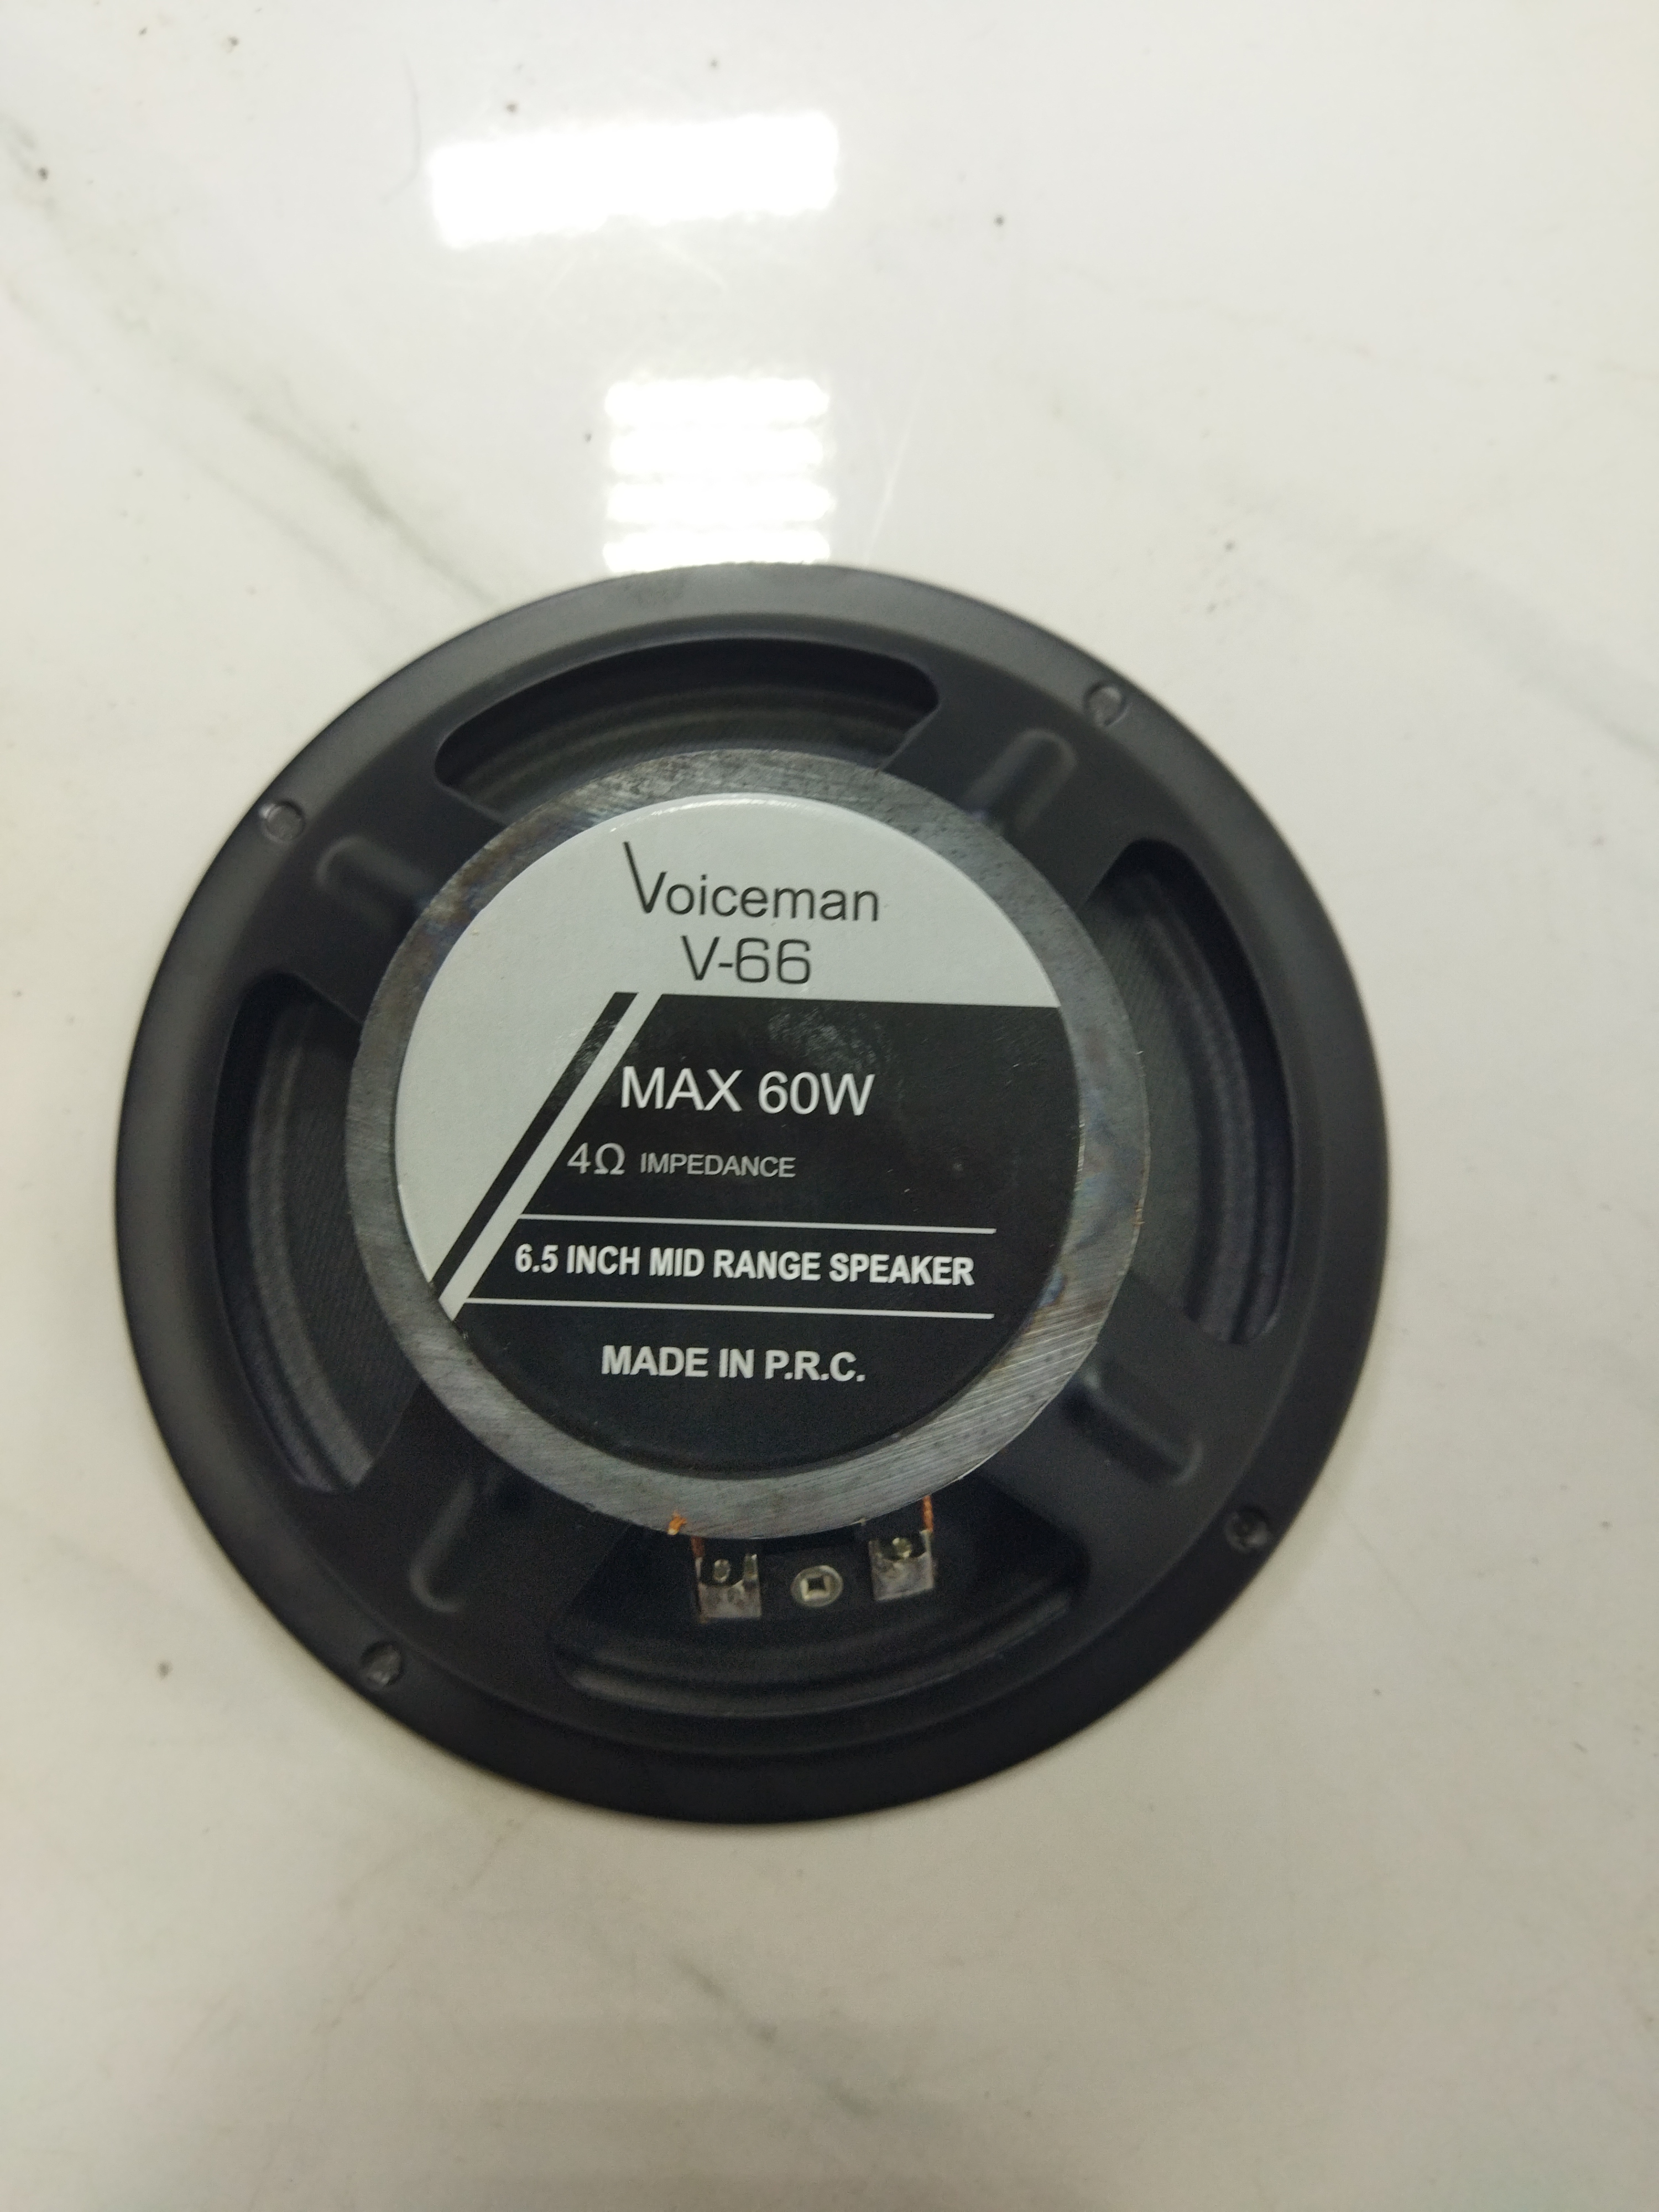 Voiceman
V-66
MAX 60W
4Ω IMPEDANCE
6.5 INCH MID RANGE SPEAKER
MADE IN P.R.C.